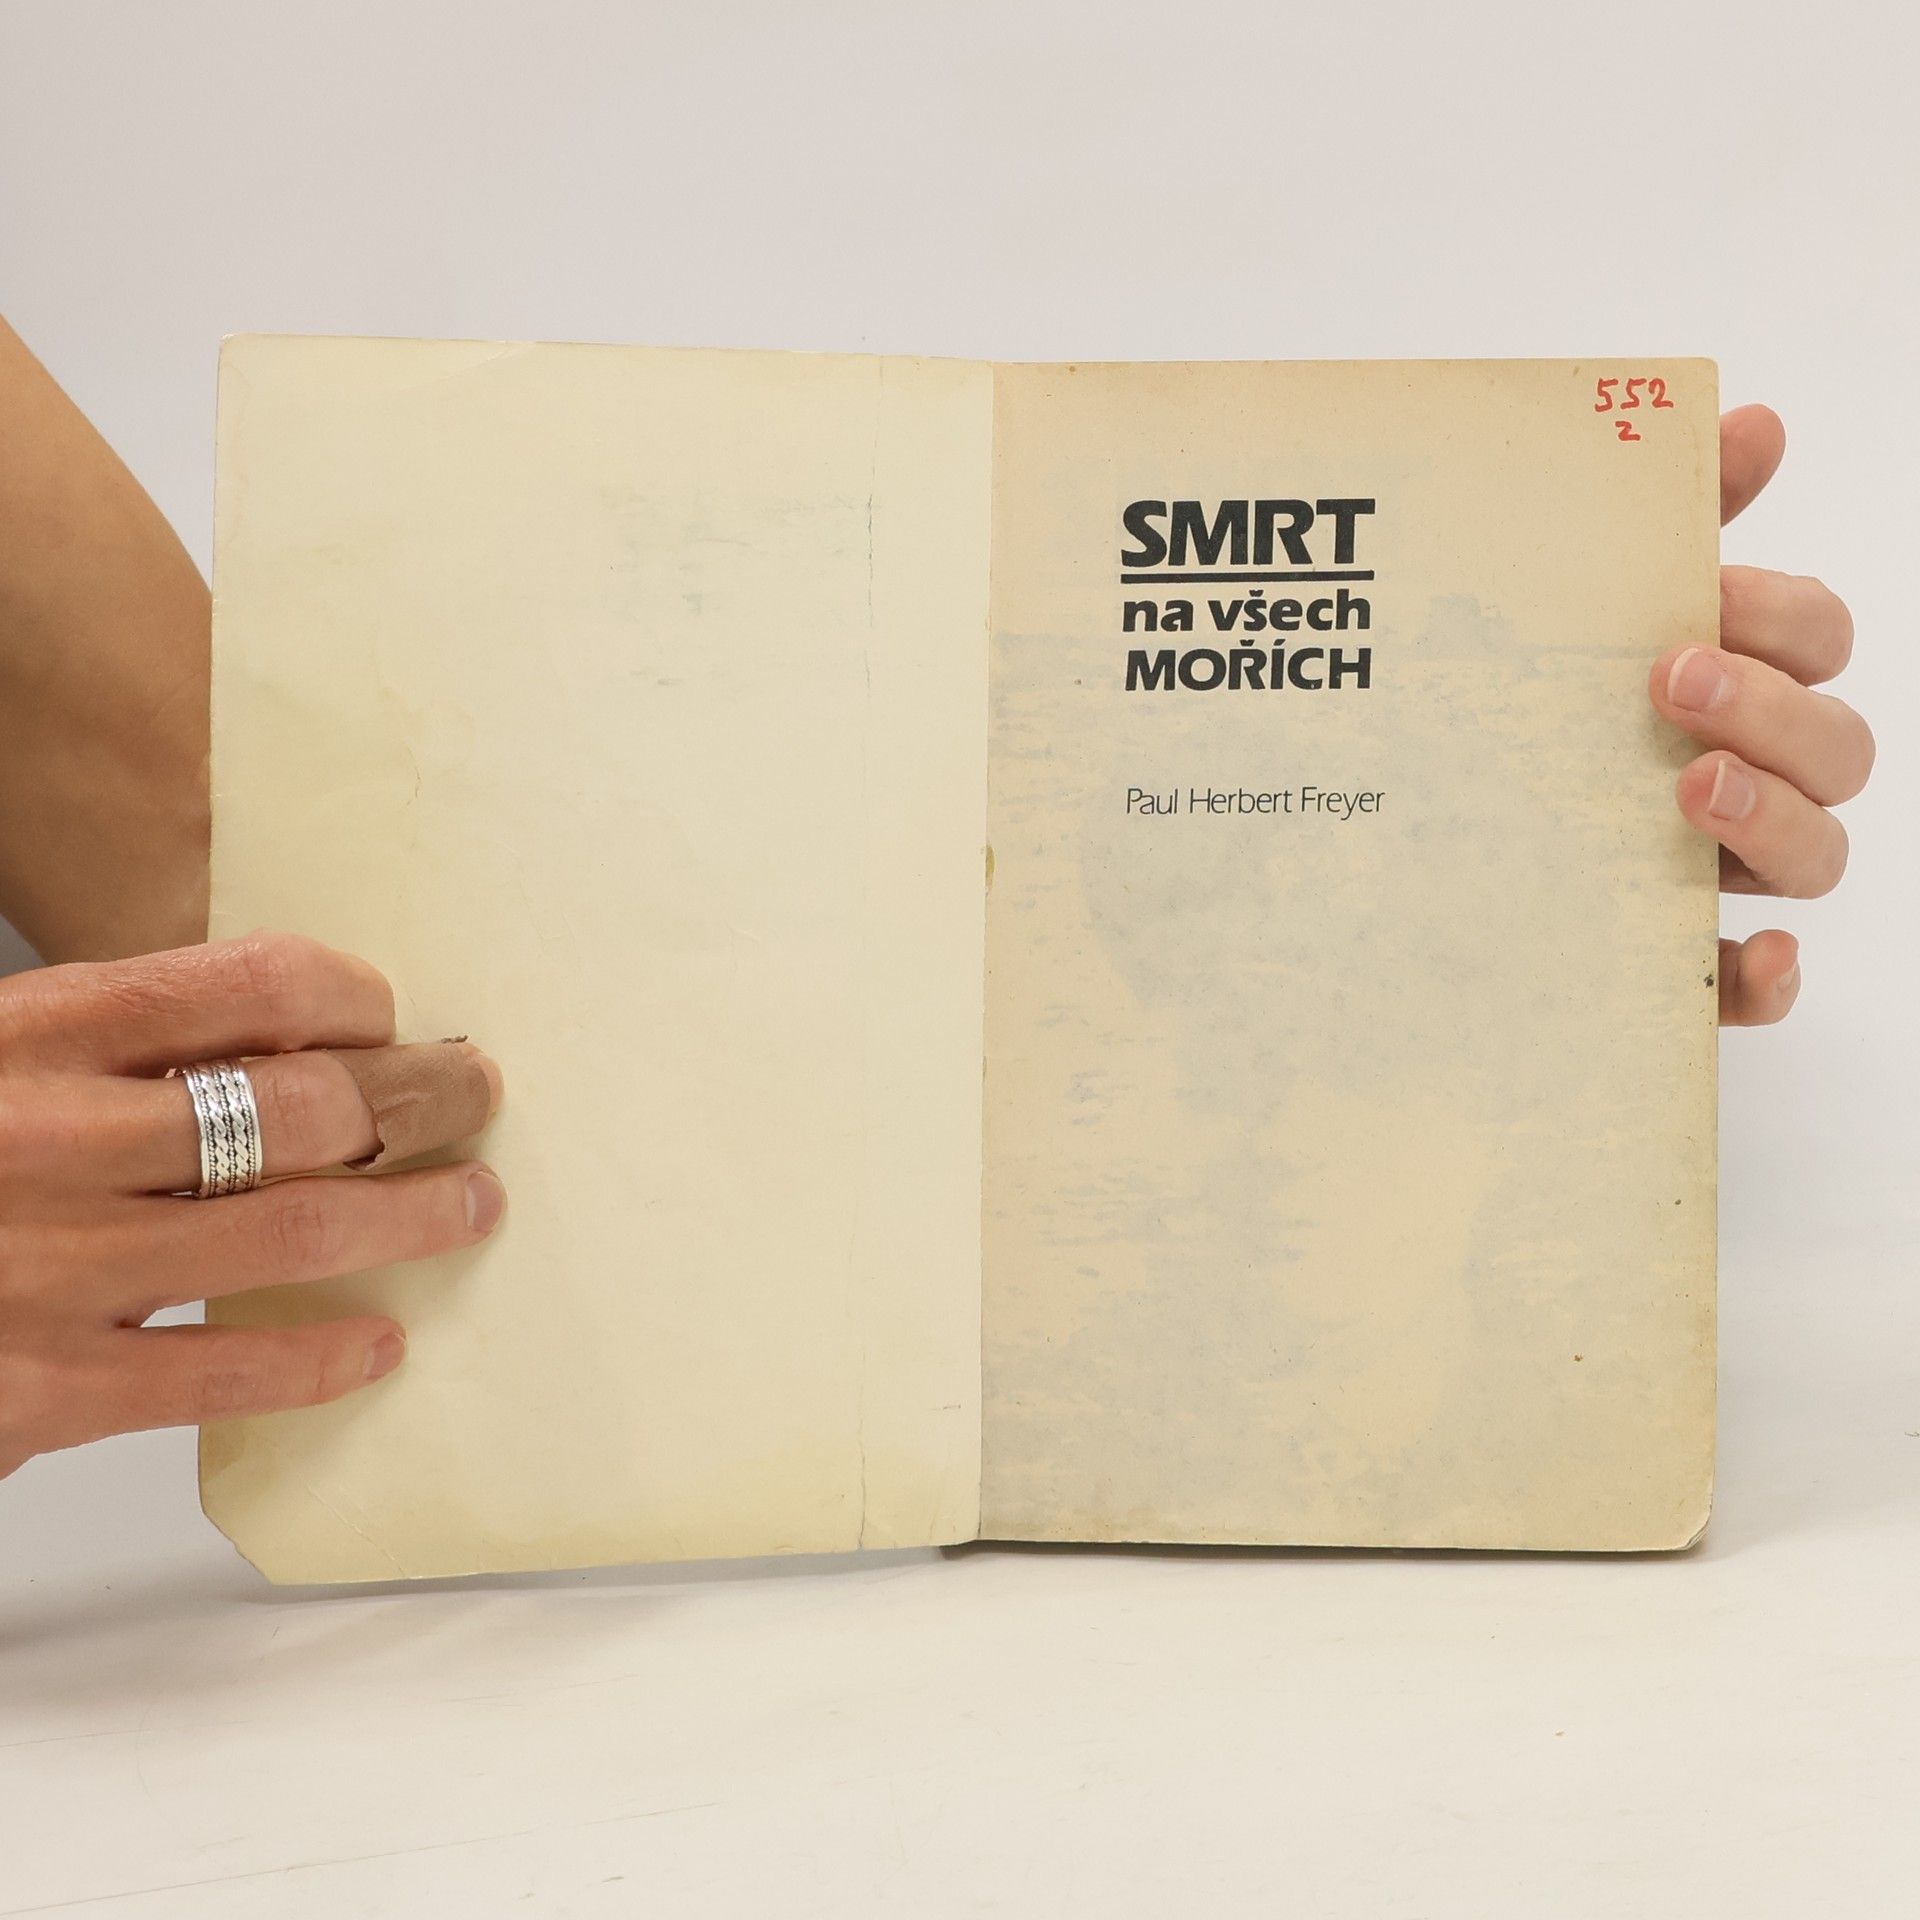 552
2
SMRT
na všech
MOŘÍCH
Paul Herbert Freyer